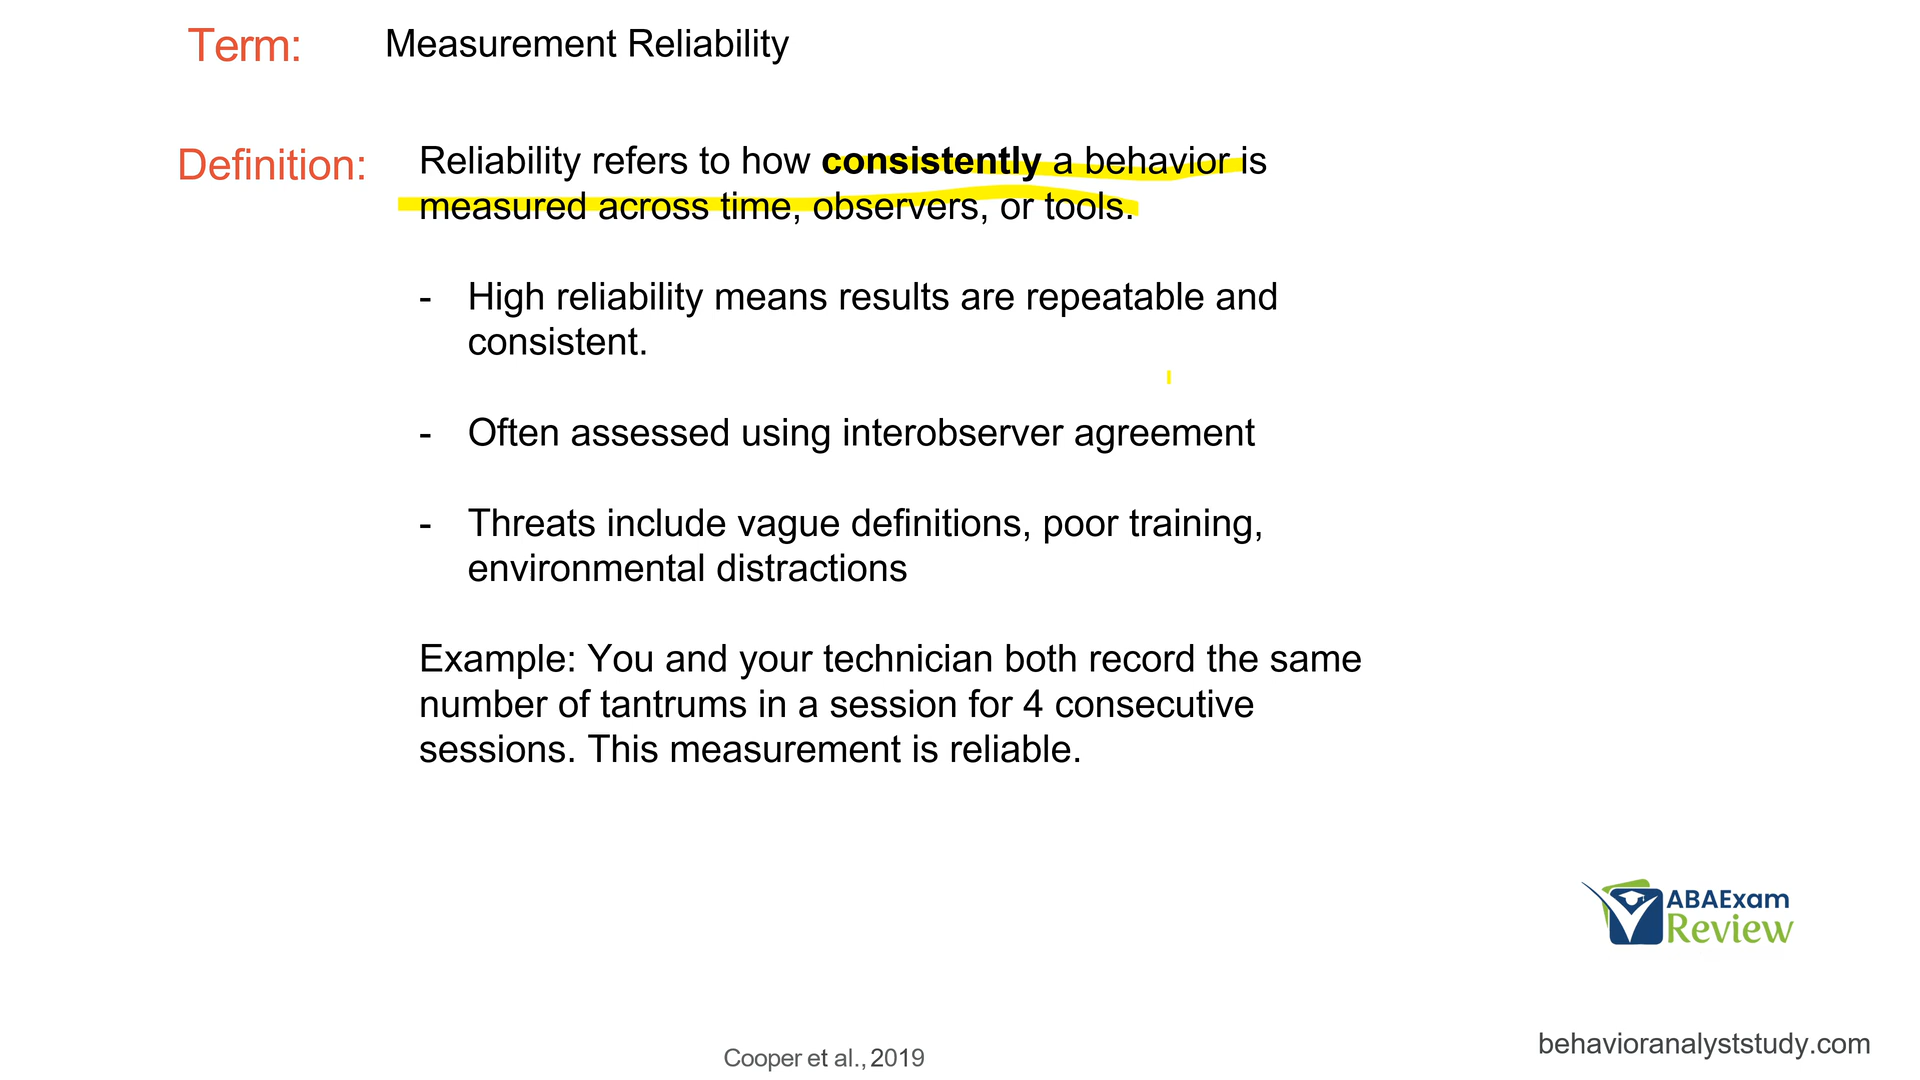 Term: Measurement Reliability
Definition: Reliability refers to how consistently a behavior is
measured across time, observers, or tools.
- High reliability means results are repeatable and
consistent.
- Often assessed using interobserver agreement
- Threats include vague definitions, poor training,
environmental distractions
Example: You and your technician both record the same
number of tantrums in a session for 4 consecutive
sessions. This measurement is reliable.
ABAExam
Review
behavioranalyststudy.com
Cooper et al., 2019